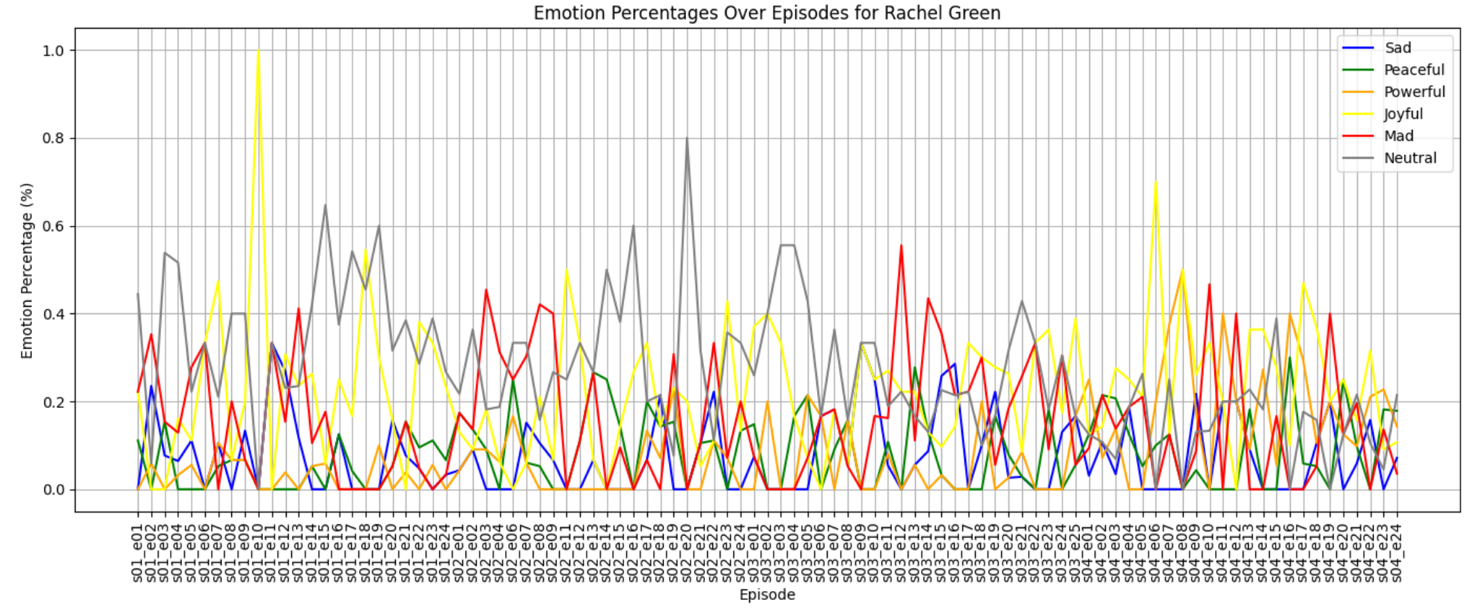 Emotion Percentages Over Episodes for Rachel Green
Sad
Peaceful
Powerful
Joyful
Mad
Neutral
Emotion Percentage (%)
1.0
0.8
0.6
0.4
0.2
0.0
s01_e01
s01_e02
s01_e03
s01_e04
s01_e05
s01_e06
s01_e07
s01_e08
s01_e09
s01_e10
s01_e11
s01_e12
s01_e13
s01_e14
s01_e15
s01_e16
s01_e17
s01_e18
s01_e19
s01_e20
s01_e21
s01_e22
s01_e23
s01_e24
s02_e01
s02_e02
s02_e03
s02_e04
s02_e06
s02_e07
s02_e08
s02_e09
s02_e11
s02_e12
s02_e13
s02_e14
s02_e15
s02_e16
s02_e17
s02_e18
s02_e19
s02_e20
s02_e21
s02_e22
s02_e23
s02_e24
s03_e01
s03_e02
s03_e03
s03_e04
s03_e05
s03_e06
s03_e07
s03_e08
s03_e09
s03_e10
s03_e11
s03_e12
s03_e13
s03_e14
s03_e15
s03_e16
s03_e17
s03_e18
s03_e19
s03_e20
s03_e21
s03_e22
s03_e23
s03_e24
s03_e25
s04_e01
s04_e02
s04_e03
s04_e04
s04_e05
s04_e06
s04_e07
s04_e08
s04_e09
s04_e10
s04_e11
s04_e12
s04_e13
s04_e14
s04_e15
s04_e16
s04_e17
s04_e18
s04_e19
s04_e20
s04_e21
s04_e22
s04_e23
s04_e24
Episode